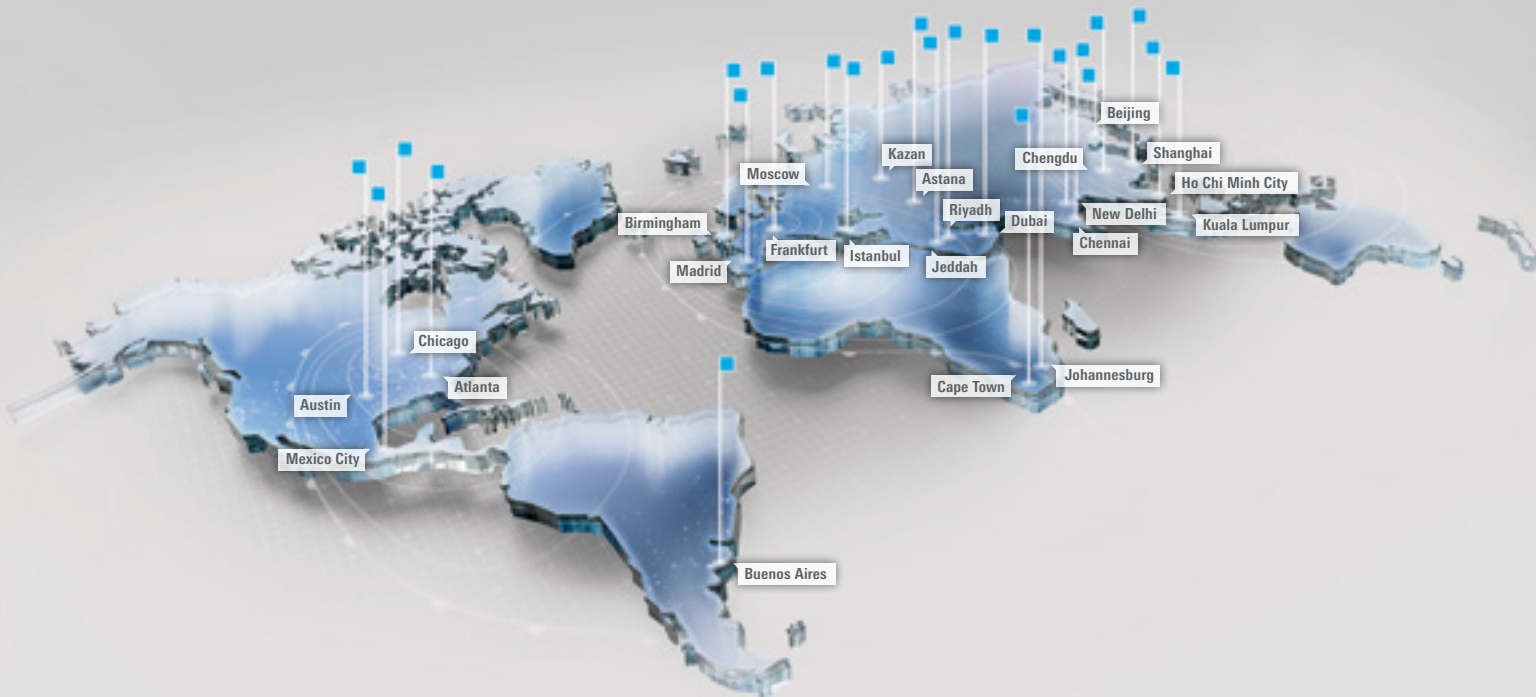 Beijing
Shanghai
Kazan
Chengdu
Moscow
Astana
Ho Chi Minh City
Riyadh
Dubai
New Delhi
Birmingham
Kuala Lumpur
Frankfurt
Istanbul
Chennai
Madrid
Jeddah
Chicago
Johannesburg
Atlanta
Cape Town
Austin
Mexico City
Buenos Aires